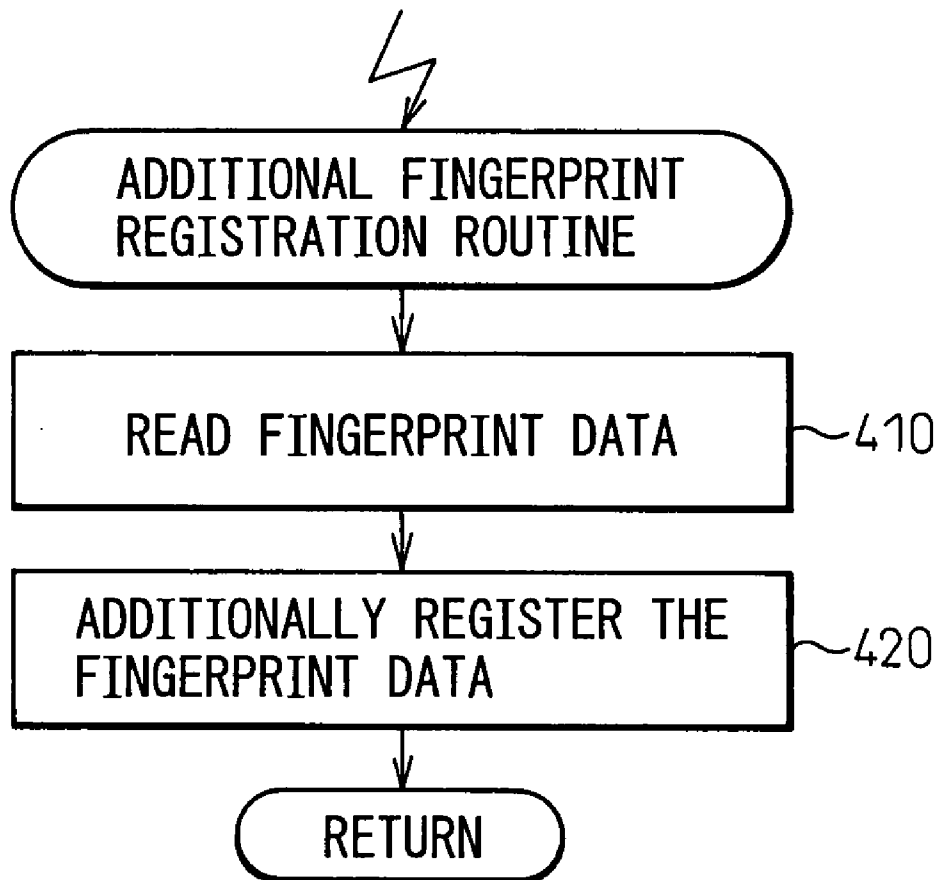 ADDITIONAL FINGERPRINT
REGISTRATION ROUTINE
READ FINGERPRINT DATA
410
ADDITIONALLY REGISTER THE
FINGERPRINT DATA
420
RETURN